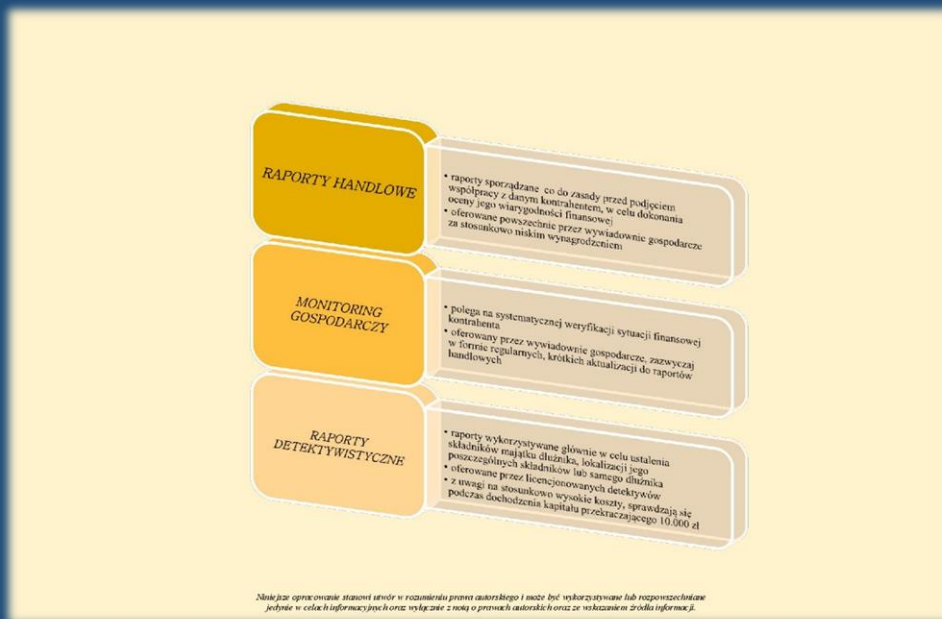 RAPORTY HANDLOWE
• raporty sporządzane co do zasady przed podjęciem
współpracy z danym kontrahentem, w celu dokonania
oceny jego wiarygodności finansowej
• oferowane powszechnie przez wywiadownie gospodarcze
za stosunkowo niskim wynagrodzeniem
MONITORING
GOSPODARCZY
• polega na systematycznej weryfikacji sytuacji finansowej
kontrahenta
• oferowany przez wywiadownie gospodarcze, zazwyczaj
w formie regularnych, krótkich aktualizacji do raportów
handlowych
RAPORTY
DETEKTYWISTYCZNE
• raporty wykorzystywane głównie w celu ustalenia
składników majątku dłużnika, lokalizacji jego
poszczególnych składników lub samego dłużnika
• oferowane przez licencjonowanych detektywów
• z uwagi na stosunkowo wysokie koszty, sprawdzają się
podczas dochodzenia kapitału przekraczającego 10.000 zł
Niniejsze opracowanie stanowi utwór w rozumieniu prawa autorskiego i może być wykorzystywane lub rozpowszechniane
jedynie w celach informacyjnych oraz wyłącznie z notą o prawach autorskich oraz ze wskazaniem źródła informacji.